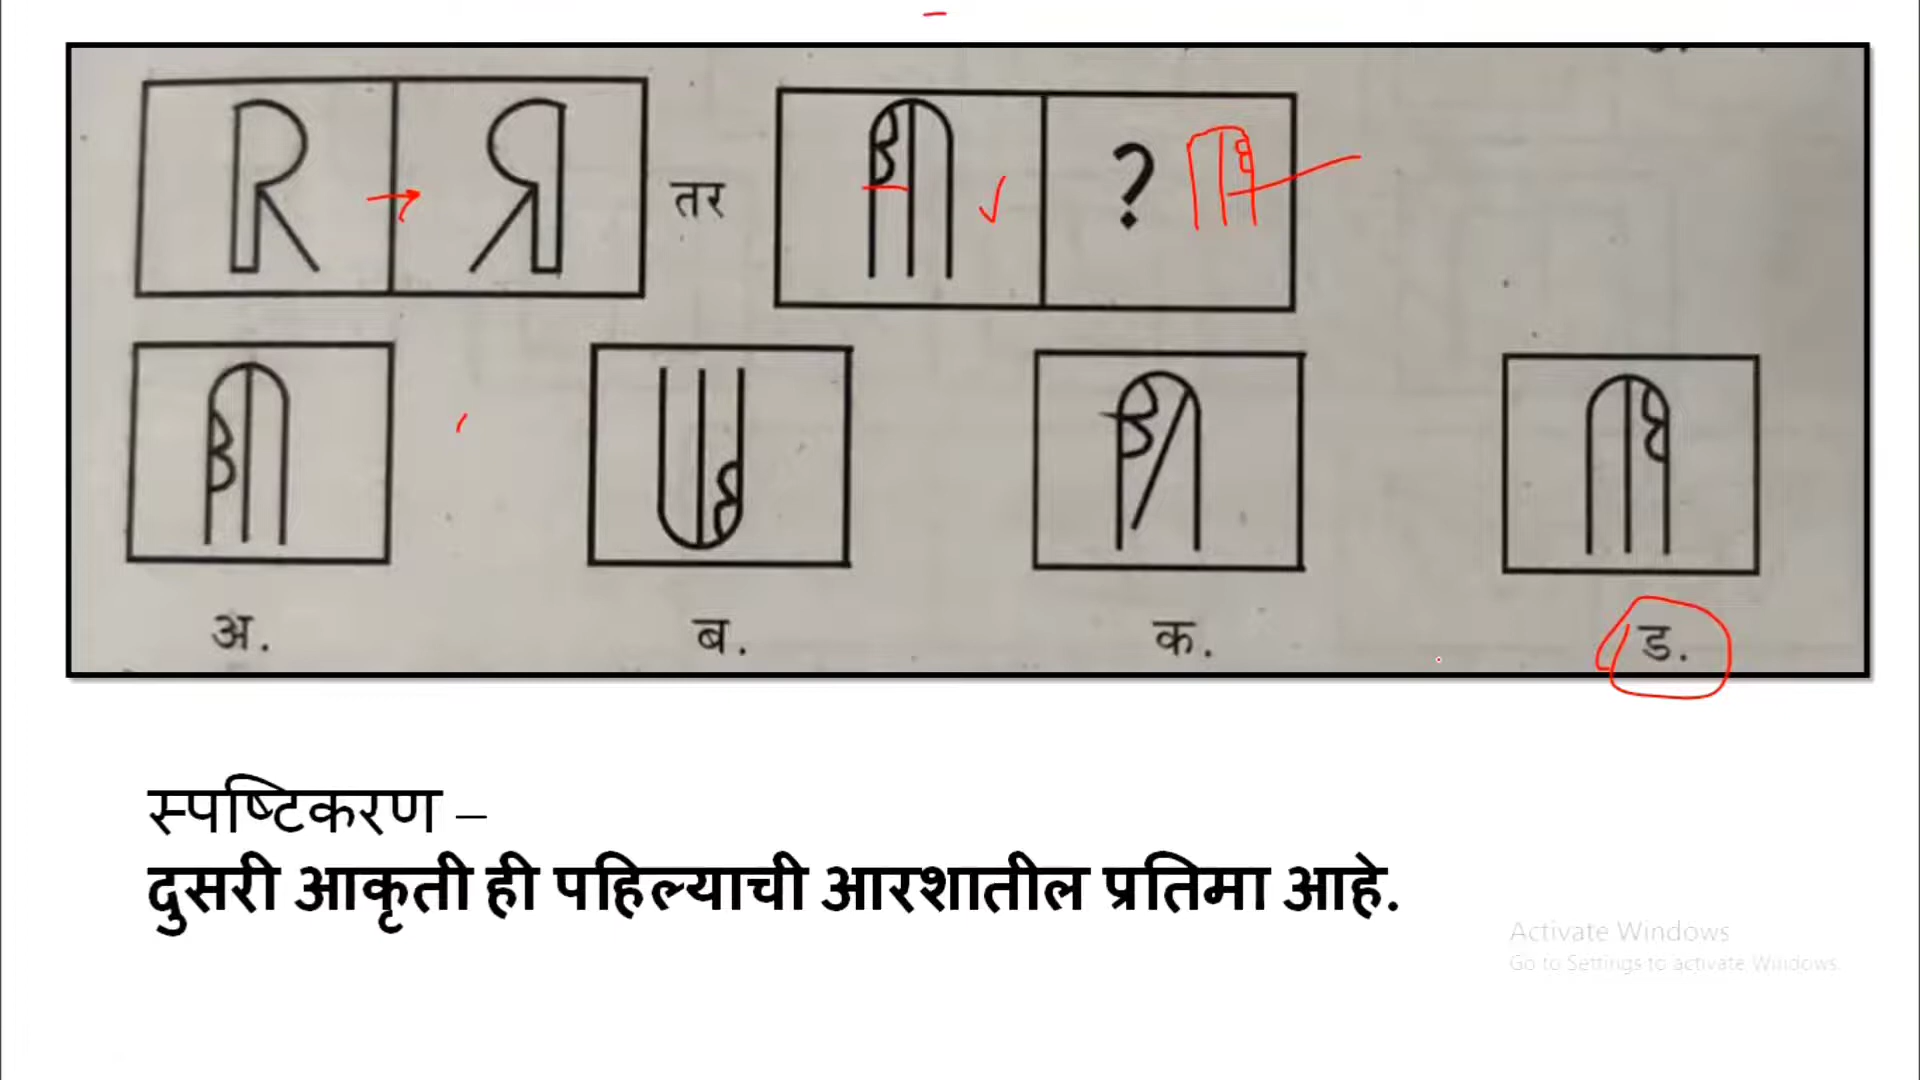 R Я तर ?
अ. ब. क. ड.
स्पष्टिकरण –
दुसरी आकृती ही पहिल्याची आरशातील प्रतिमा आहे.
Activate Windows
Go to Settings to activate Windows.